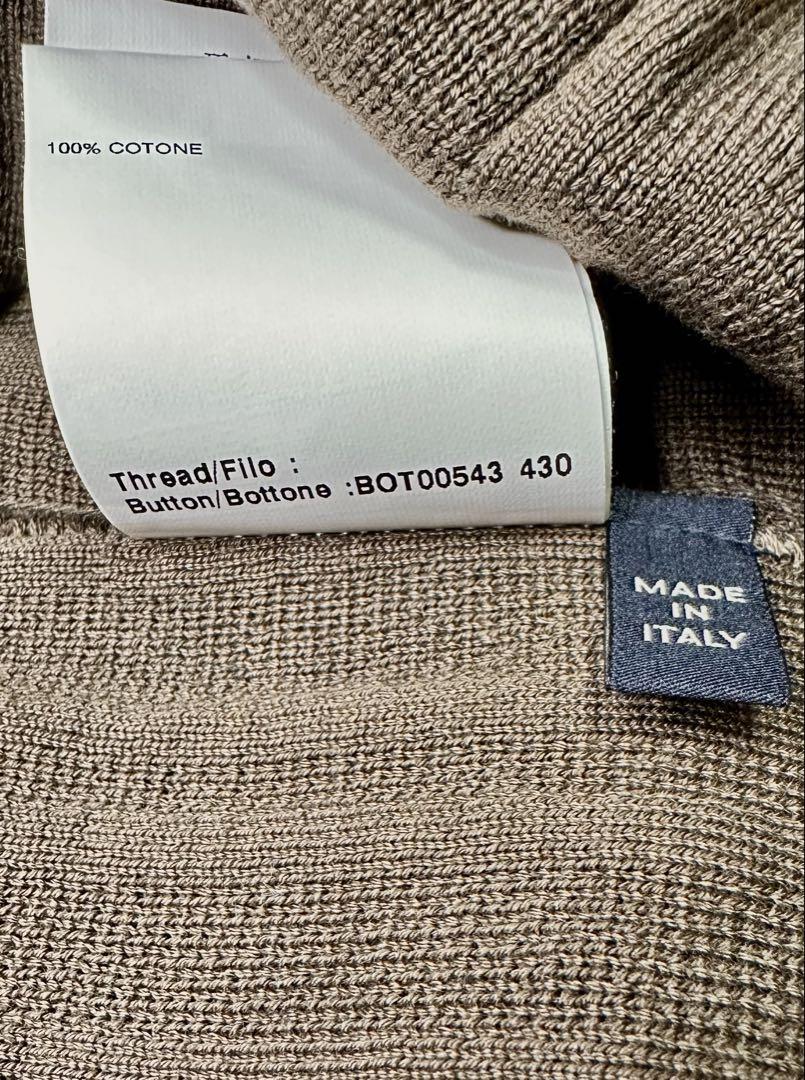 100% COTONE
Thread/Filo :
Button/Bottone :BOT00543 430
MADE
IN
ITALY